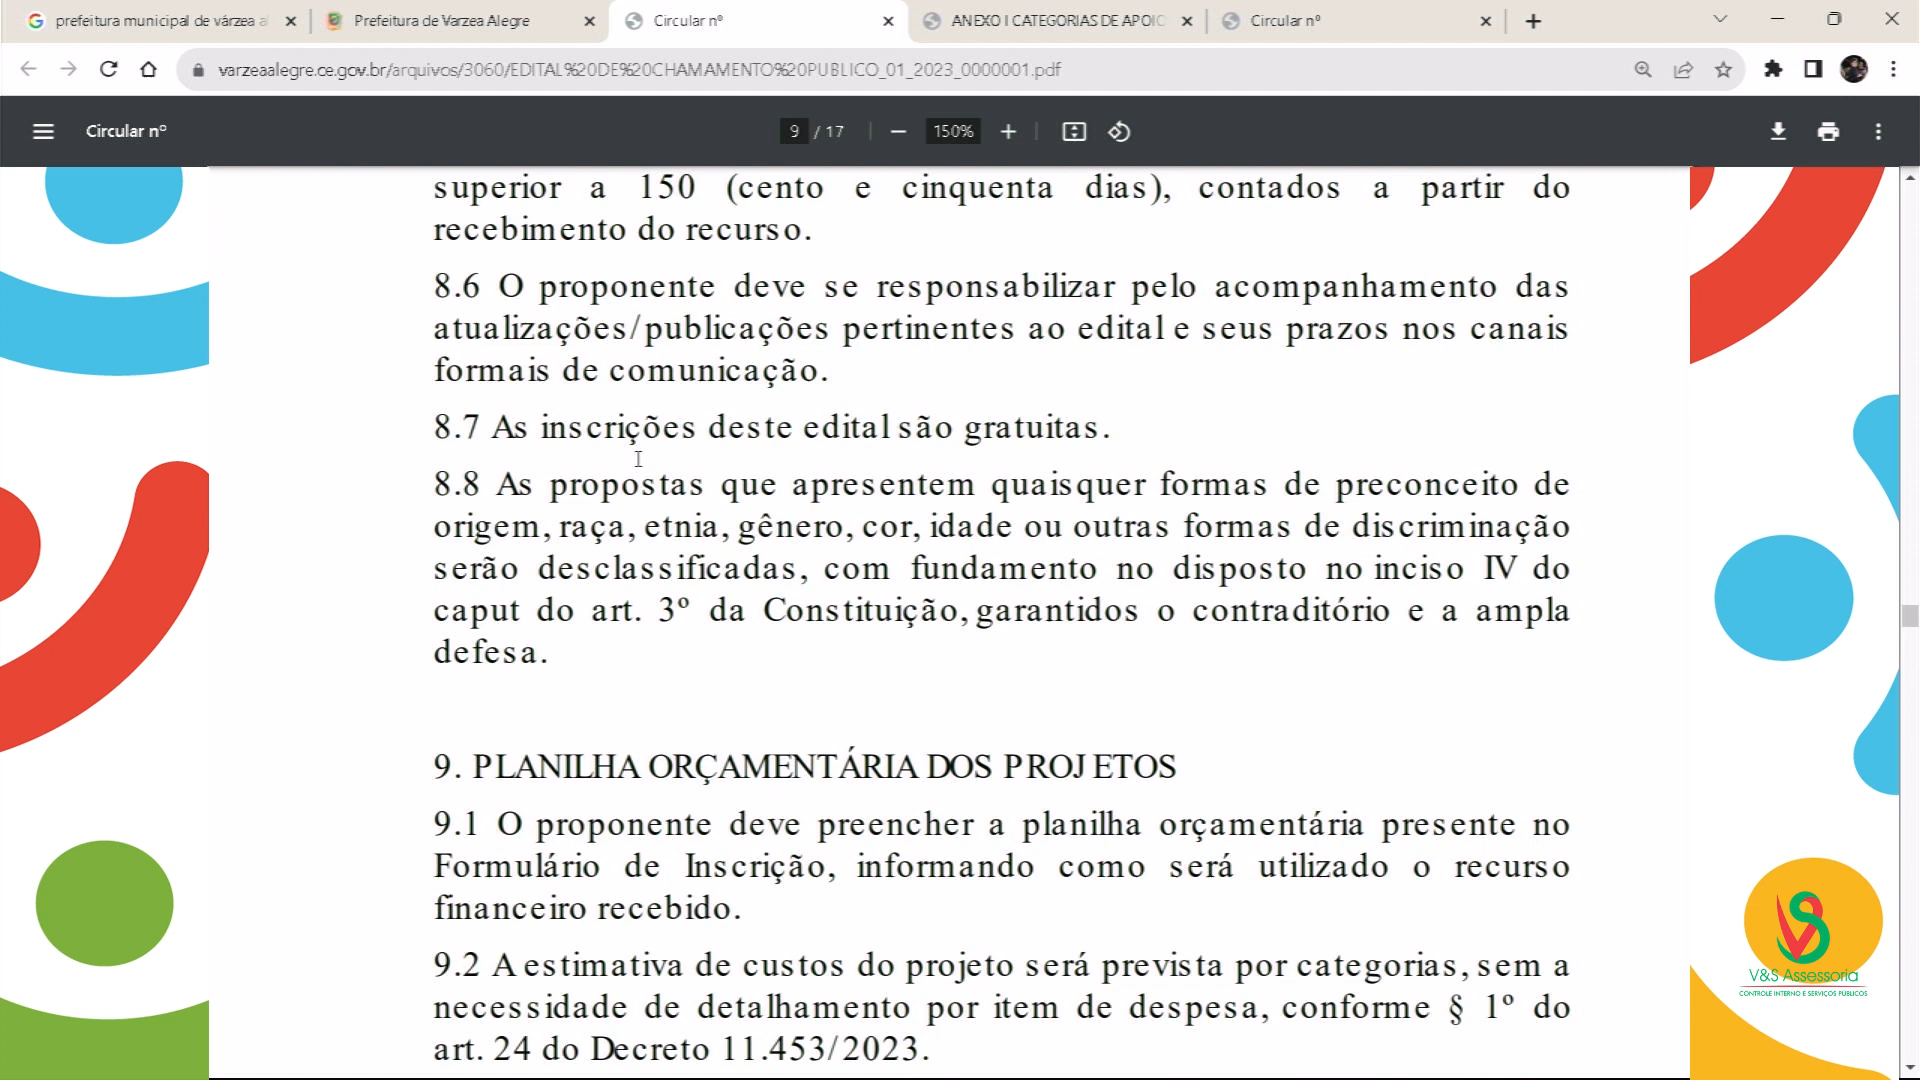 prefeitura municipal de várzea al
Prefeitura de Varzea Alegre
Circular nº
ANEXO I CATEGORIAS DE APOIO
Circular nº
varzeaalegre.ce.gov.br/arquivos/3060/EDITAL%20DE%20CHAMAMENTO%20PUBLICO_01_2023_0000001.pdf
Circular nº
9 / 17
150%
superior a 150 (cento e cinquenta dias), contados a partir do
recebimento do recurso.
8.6 O proponente deve se responsabilizar pelo acompanhamento das
atualizações/publicações pertinentes ao edital e seus prazos nos canais
formais de comunicação.
8.7 As inscrições deste edital são gratuitas.
8.8 As propostas que apresentem quaisquer formas de preconceito de
origem, raça, etnia, gênero, cor, idade ou outras formas de discriminação
serão desclassificadas, com fundamento no disposto no inciso IV do
caput do art. 3º da Constituição, garantidos o contraditório e a ampla
defesa.
9. PLANILHA ORÇAMENTÁRIA DOS PROJETOS
9.1 O proponente deve preencher a planilha orçamentária presente no
Formulário de Inscrição, informando como será utilizado o recurso
financeiro recebido.
9.2 A estimativa de custos do projeto será prevista por categorias, sem a
necessidade de detalhamento por item de despesa, conforme § 1º do
art. 24 do Decreto 11.453/2023.
VS
V&S Assessoria
CONTROLE INTERNO E SERVIÇOS PÚBLICOS